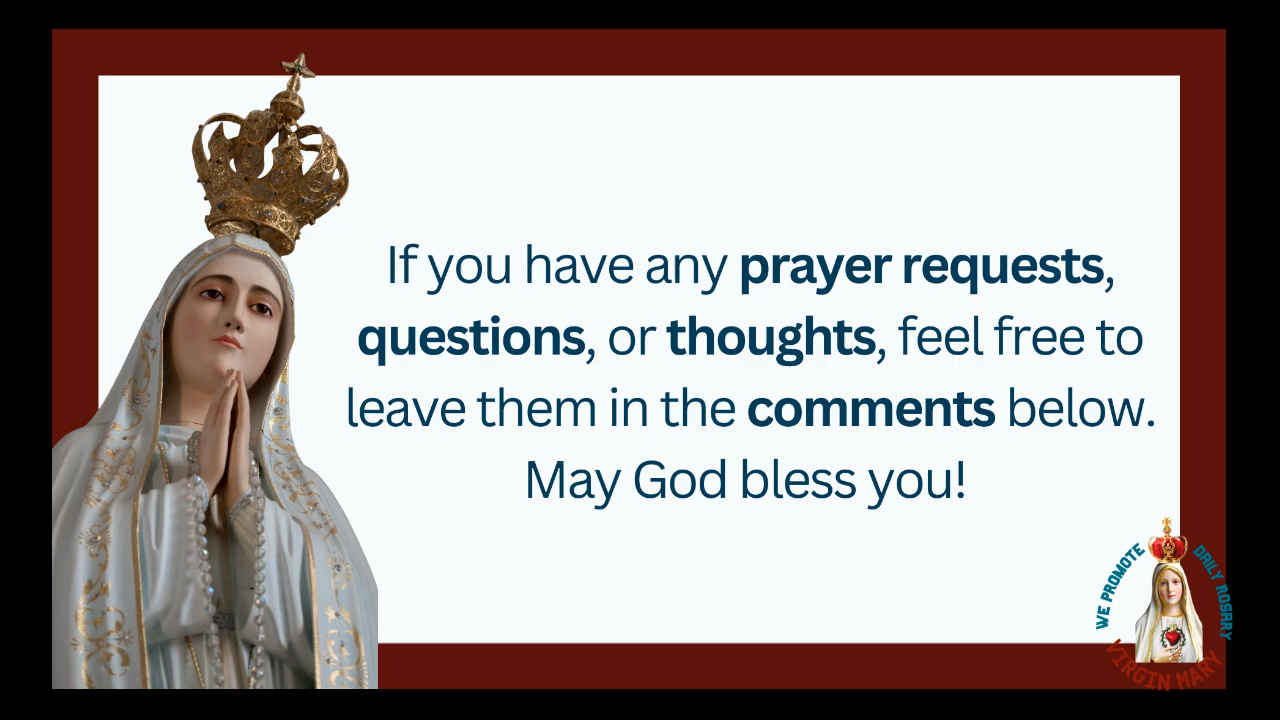 If you have any prayer requests,
questions, or thoughts, feel free to
leave them in the comments below.
May God bless you!
WE PROMOTE
DAILY ROSARY
VIRGIN MARY